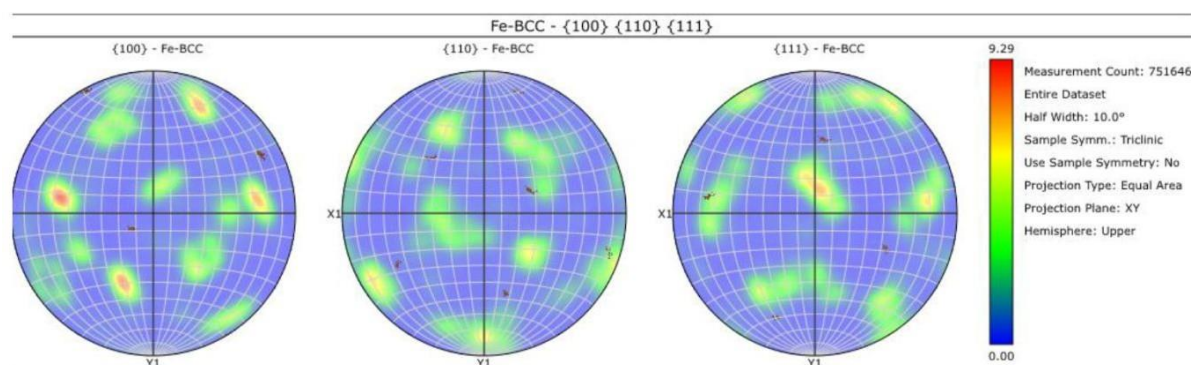 Fe-BCC - {100} {110} {111}
{100} - Fe-BCC
{110} - Fe-BCC
{111} - Fe-BCC
9.29
Measurement Count: 751646
Entire Dataset
Half Width: 10.0°
Sample Symm.: Triclinic
Use Sample Symmetry: No
Projection Type: Equal Area
Projection Plane: XY
Hemisphere: Upper
X1
X1
0.00
Y1
Y1
Y1